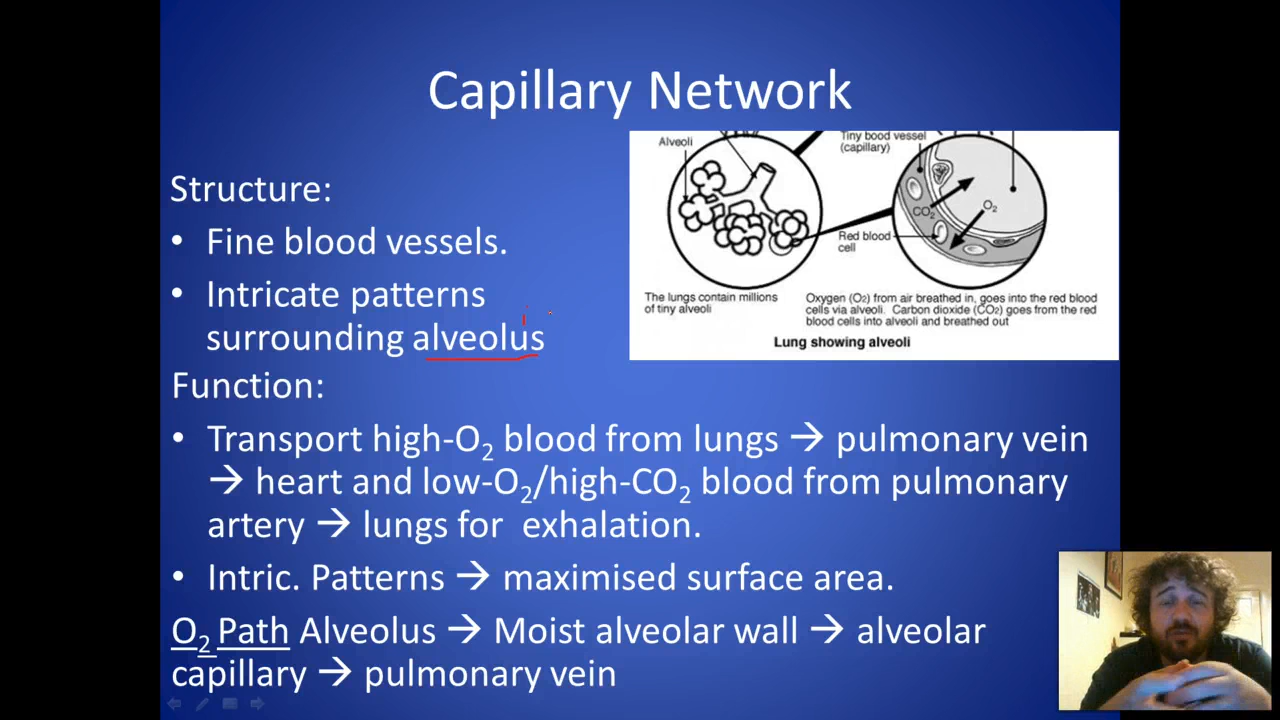 Capillary Network
Structure:
• Fine blood vessels.
• Intricate patterns
surrounding alveolus
Alveoli
Tiny bood vessel
(capillary)
CO2
O2
Red blood
cell
The lungs contain millions
of tiny alveoli
Oxygen (O2) from air breathed in, goes into the red blood
cells via alveoli. Carbon dioxide (CO2) goes from the red
blood cells into alveoli and breathed out
Lung showing alveoli
Function:
• Transport high-O2 blood from lungs → pulmonary vein
→ heart and low-O2/high-CO2 blood from pulmonary
artery → lungs for exhalation.
• Intric. Patterns → maximised surface area.
O2 Path Alveolus → Moist alveolar wall → alveolar
capillary → pulmonary vein